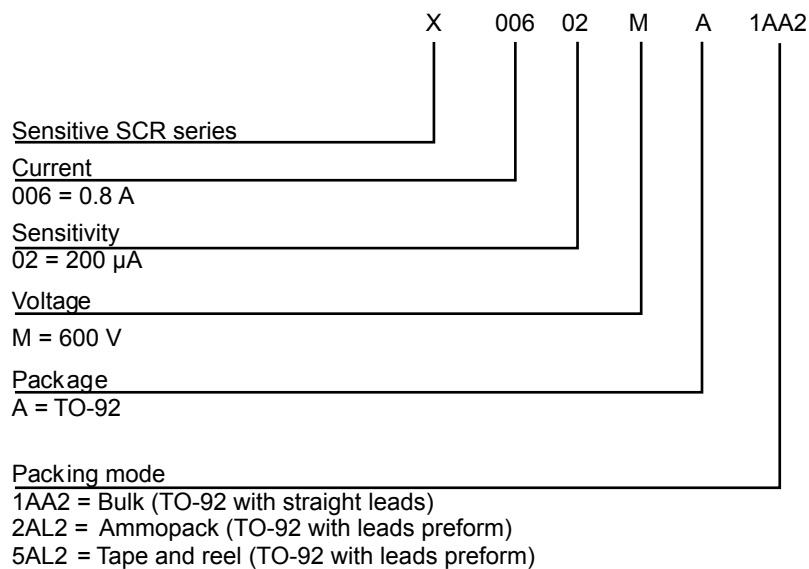 X 006 02 M A 1AA2
Sensitive SCR series
Current
006 = 0.8 A
Sensitivity
02 = 200 µA
Voltage
M = 600 V
Package
A = TO-92
Packing mode
1AA2 = Bulk (TO-92 with straight leads)
2AL2 = Ammopack (TO-92 with leads preform)
5AL2 = Tape and reel (TO-92 with leads preform)